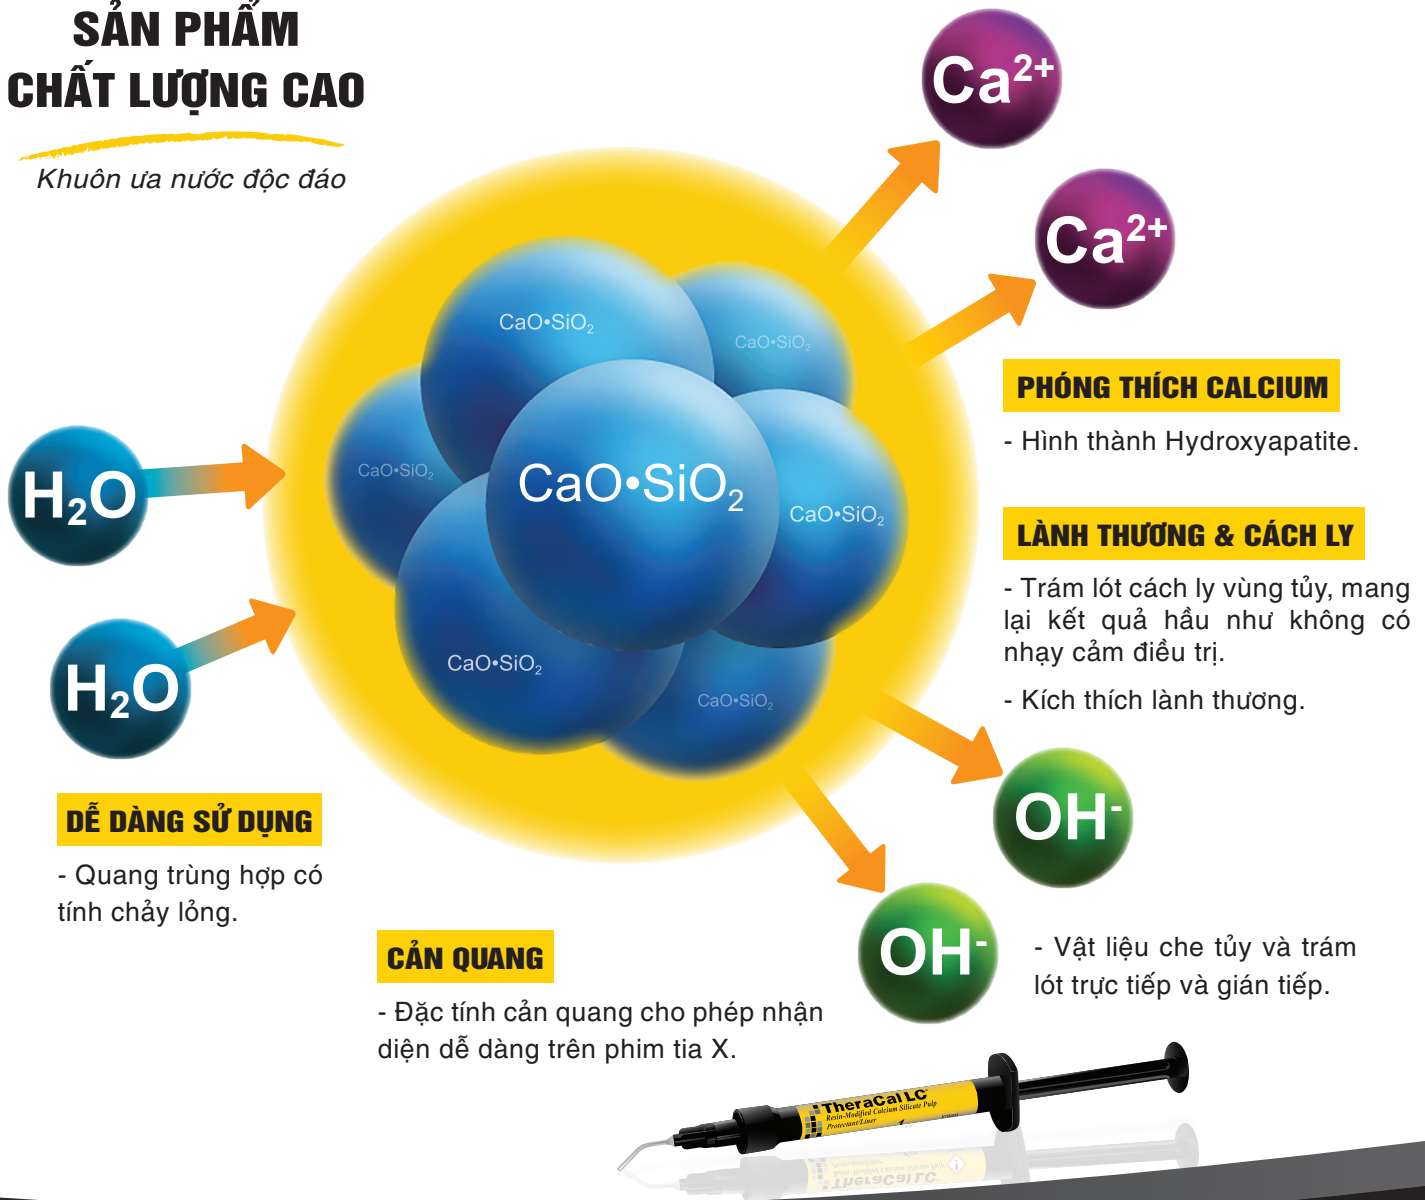 SẢN PHẨM
CHẤT LƯỢNG CAO
Khuôn ưa nước độc đáo
Ca²⁺
Ca²⁺
CaO•SiO₂
CaO•SiO₂
CaO•SiO₂
CaO•SiO₂
CaO•SiO₂
CaO•SiO₂
CaO•SiO₂
H₂O
H₂O
PHÓNG THÍCH CALCIUM
- Hình thành Hydroxyapatite.
LÀNH THƯƠNG & CÁCH LY
- Trám lót cách ly vùng tủy, mang
lại kết quả hầu như không có
nhạy cảm điều trị.
- Kích thích lành thương.
OH⁻
OH⁻
DỄ DÀNG SỬ DỤNG
- Quang trùng hợp có
tính chảy lỏng.
CẢN QUANG
- Đặc tính cản quang cho phép nhận
diện dễ dàng trên phim tia X.
- Vật liệu che tủy và trám
lót trực tiếp và gián tiếp.
TheraCal LC
Resin-Modified Calcium Silicate Pulp
Protectant/Liner